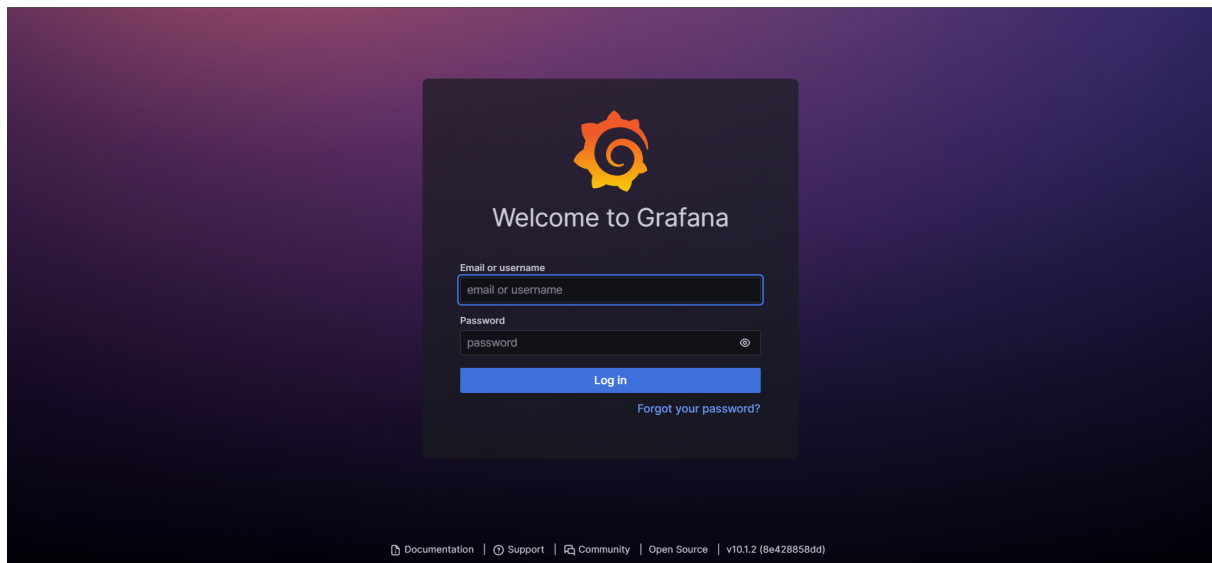 Welcome to Grafana
Email or username
email or username
Password
password
Log in
Forgot your password?
Documentation | Support | Community | Open Source | v10.1.2 (8e428858dd)